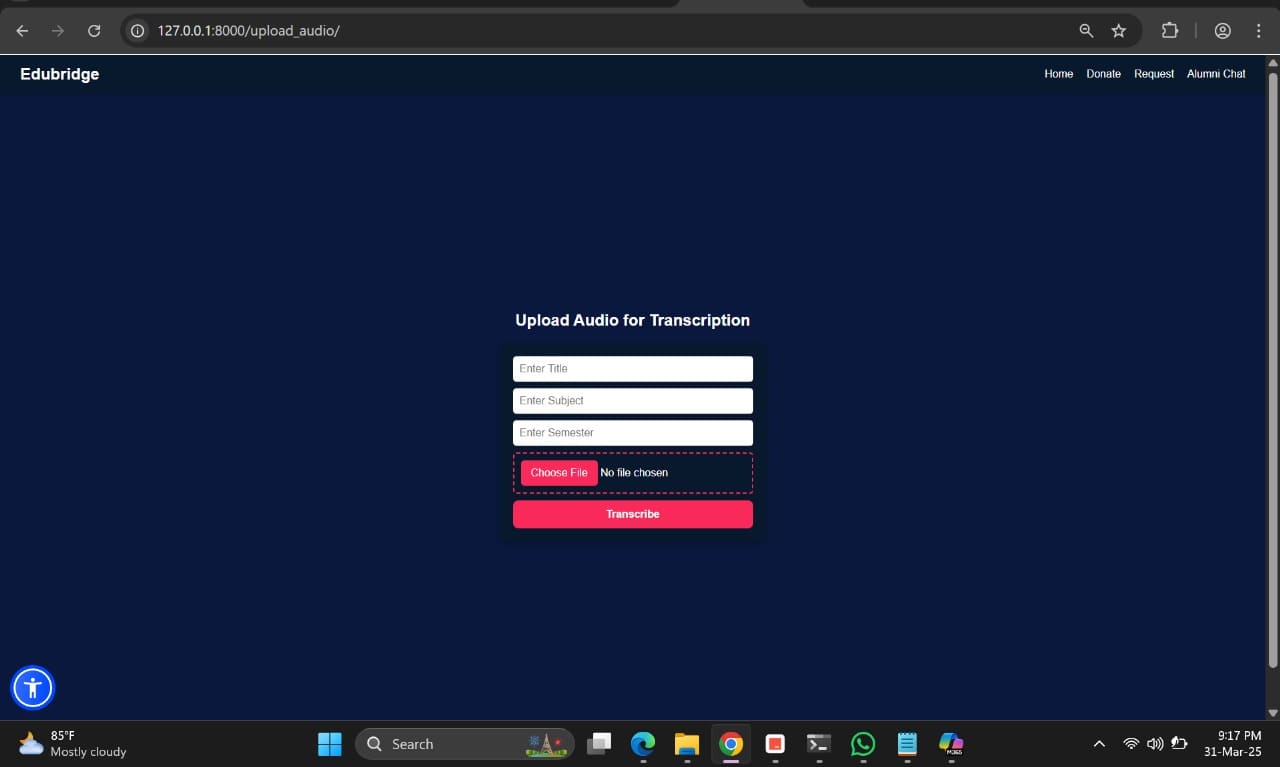 127.0.0.1:8000/upload_audio/
Edubridge
Home Donate Request Alumni Chat
Upload Audio for Transcription
Enter Title
Enter Subject
Enter Semester
Choose File No file chosen
Transcribe
85°F
Mostly cloudy
Search
M365
9:17 PM
31-Mar-25